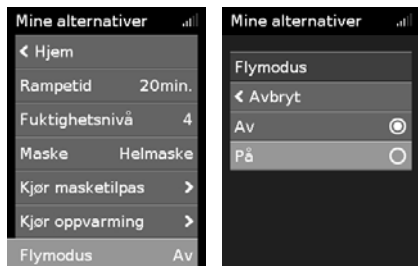 Mine alternativer
< Hjem
Rampetid 20min.
Fuktighetsnivå 4
Maske Helmaske
Kjør masketilpas >
Kjør oppvarming >
Flymodus Av
Mine alternativer
Flymodus
< Avbryt
Av
På